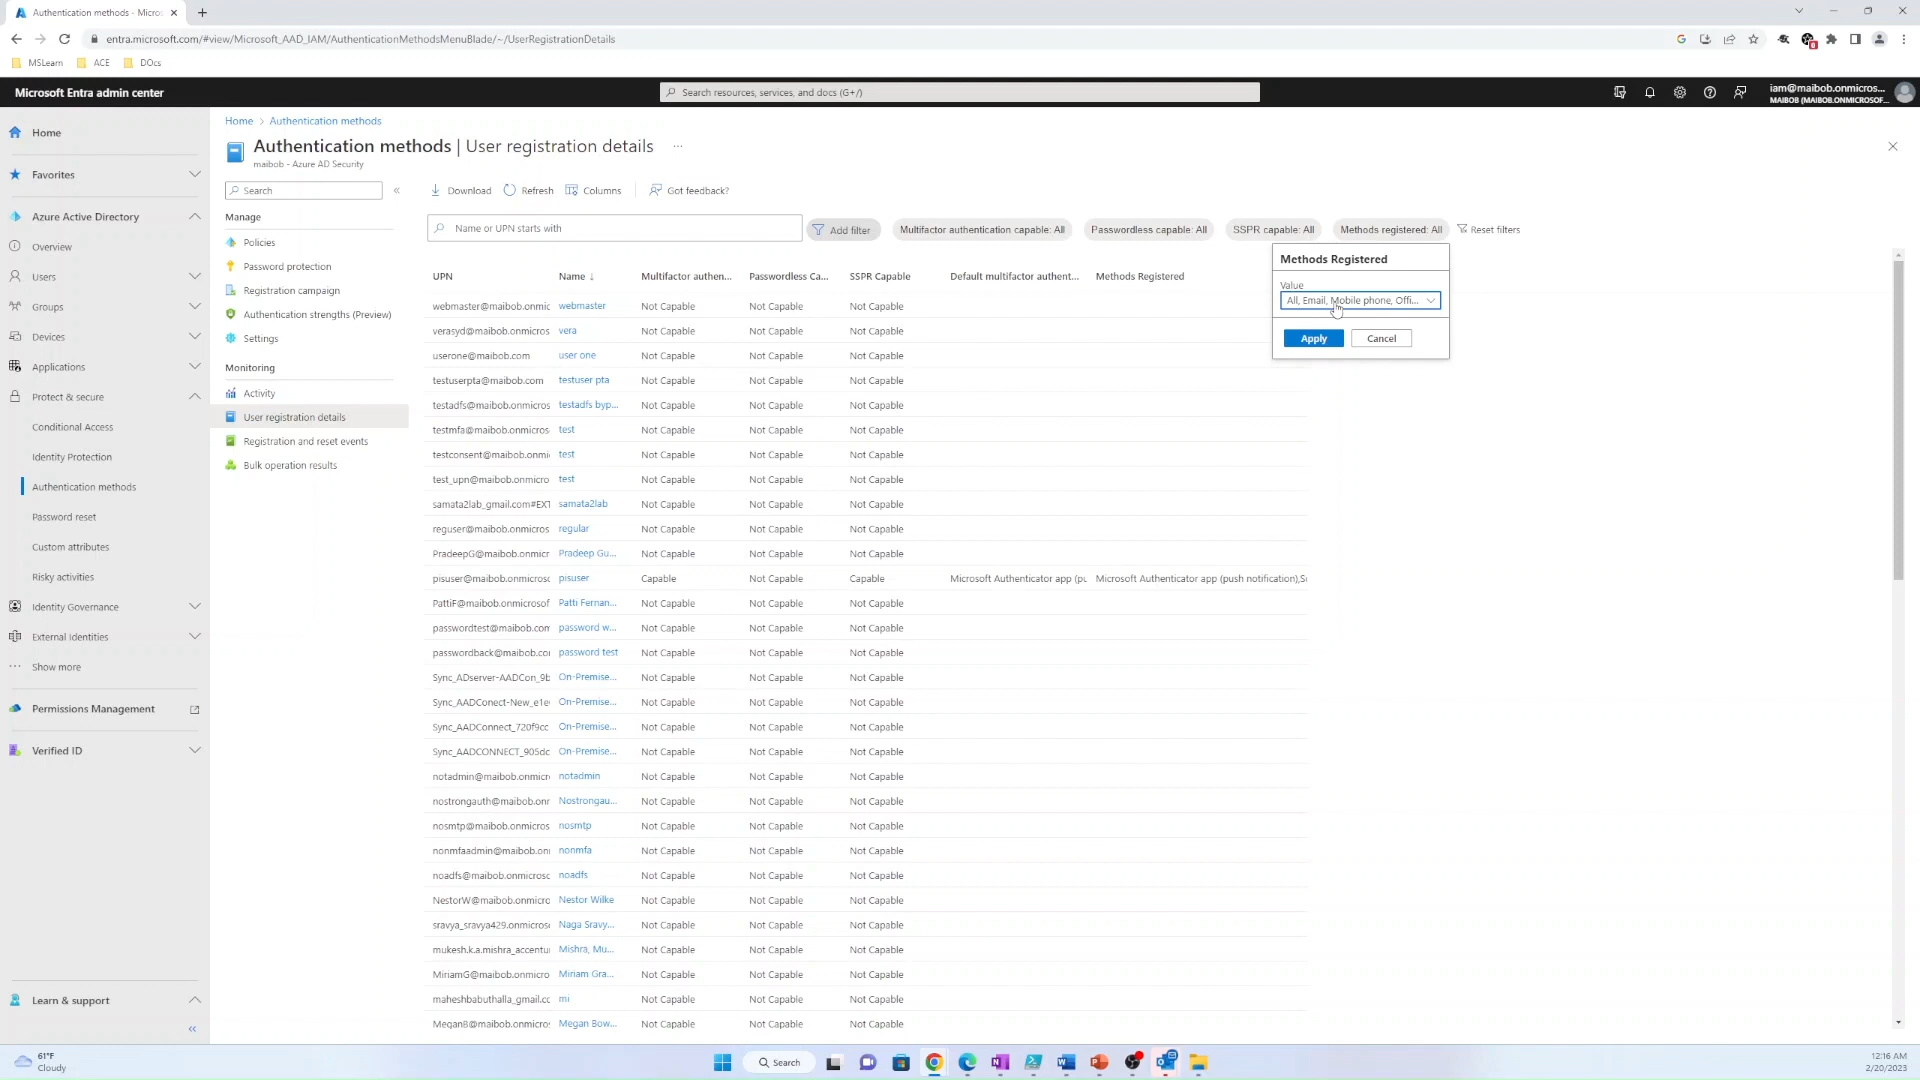 Authentication methods - Micros
entra.microsoft.com/#view/Microsoft_AAD_IAM/AuthenticationMethodsMenuBlade/~/UserRegistrationDetails
MSLearn
ACE
DOcs
Microsoft Entra admin center
Search resources, services, and docs (G+/)
iam@maibob.onmicros...
MAIBOB (MAIBOB.ONMICROSOF...
Home
Favorites
Azure Active Directory
Overview
Users
Groups
Devices
Applications
Protect & secure
Conditional Access
Identity Protection
Authentication methods
Password reset
Custom attributes
Risky activities
Identity Governance
External Identities
Show more
Permissions Management
Verified ID
Learn & support
Home > Authentication methods
Authentication methods | User registration details ...
maibob - Azure AD Security
Search
Manage
Policies
Password protection
Registration campaign
Authentication strengths (Preview)
Settings
Monitoring
Activity
User registration details
Registration and reset events
Bulk operation results
Download Refresh Columns Got feedback?
Name or UPN starts with
Add filter
Multifactor authentication capable: All
Passwordless capable: All
SSPR capable: All
Methods registered: All
Reset filters
Methods Registered
Value
All, Email, Mobile phone, Offi...
Apply Cancel
UPN Name ↓ Multifactor authen... Passwordless Ca... SSPR Capable Default multifactor authent... Methods Registered
webmaster@maibob.onmic webmaster Not Capable Not Capable Not Capable
verasyd@maibob.onmicros vera Not Capable Not Capable Not Capable
userone@maibob.com user one Not Capable Not Capable Not Capable
testuserpta@maibob.com testuser pta Not Capable Not Capable Not Capable
testadfs@maibob.onmicros testadfs byp... Not Capable Not Capable Not Capable
testmfa@maibob.onmicros test Not Capable Not Capable Not Capable
testconsent@maibob.onmi test Not Capable Not Capable Not Capable
test_upn@maibob.onmicro test Not Capable Not Capable Not Capable
samata2lab_gmail.com#EXT samata2lab Not Capable Not Capable Not Capable
reguser@maibob.onmicros regular Not Capable Not Capable Not Capable
PradeepG@maibob.onmicr Pradeep Gu... Not Capable Not Capable Not Capable
pisuser@maibob.onmicroso pisuser Capable Not Capable Capable Microsoft Authenticator app (pu Microsoft Authenticator app (push notification),S
PattiF@maibob.onmicrosof Patti Fernan... Not Capable Not Capable Not Capable
passwordtest@maibob.com password w... Not Capable Not Capable Not Capable
passwordback@maibob.co password test Not Capable Not Capable Not Capable
Sync_ADserver-AADCon_9b On-Premise... Not Capable Not Capable Not Capable
Sync_AADConect-New_e1e On-Premise... Not Capable Not Capable Not Capable
Sync_AADConnect_720f9cc On-Premise... Not Capable Not Capable Not Capable
Sync_AADCONNECT_905dc On-Premise... Not Capable Not Capable Not Capable
notadmin@maibob.onmicr notadmin Not Capable Not Capable Not Capable
nostrongauth@maibob.onr Nostrongau... Not Capable Not Capable Not Capable
nosmtp@maibob.onmicros nosmtp Not Capable Not Capable Not Capable
nonmfaadmin@maibob.on nonmfa Not Capable Not Capable Not Capable
noadfs@maibob.onmicrosc noadfs Not Capable Not Capable Not Capable
NestorW@maibob.onmicro Nestor Wilke Not Capable Not Capable Not Capable
sravya_sravya429.onmicros Naga Sravy... Not Capable Not Capable Not Capable
mukesh.k.a.mishra_accentu Mishra, Mu... Not Capable Not Capable Not Capable
MiriamG@maibob.onmicro Miriam Gra... Not Capable Not Capable Not Capable
maheshbabuthalla_gmail.cc mi Not Capable Not Capable Not Capable
MeganB@maibob.onmicros Megan Bow... Not Capable Not Capable Not Capable
61°F
Cloudy
Search
12:16 AM
2/20/2023